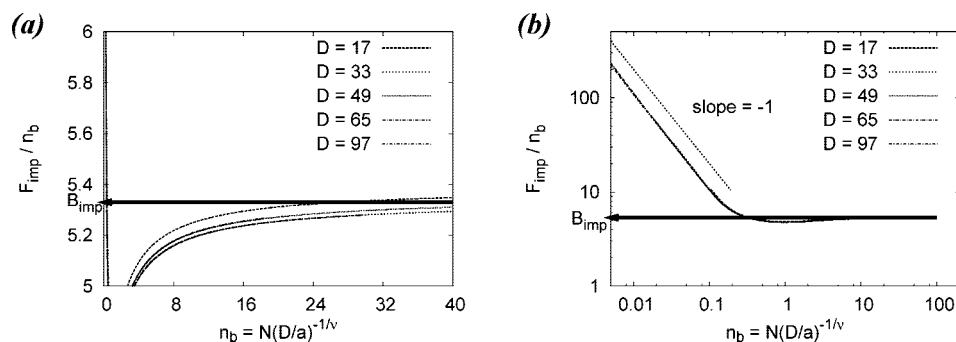 (a)
6
5.8
5.6
5.4
5.2
5
F_imp / n_b
B_imp
D = 17
D = 33
D = 49
D = 65
D = 97
0 8 16 24 32 40
n_b = N(D/a)^{-1/ν}
(b)
100
10
1
F_imp / n_b
B_imp
slope = -1
D = 17
D = 33
D = 49
D = 65
D = 97
0.01 0.1 1 10 100
n_b = N(D/a)^{-1/ν}